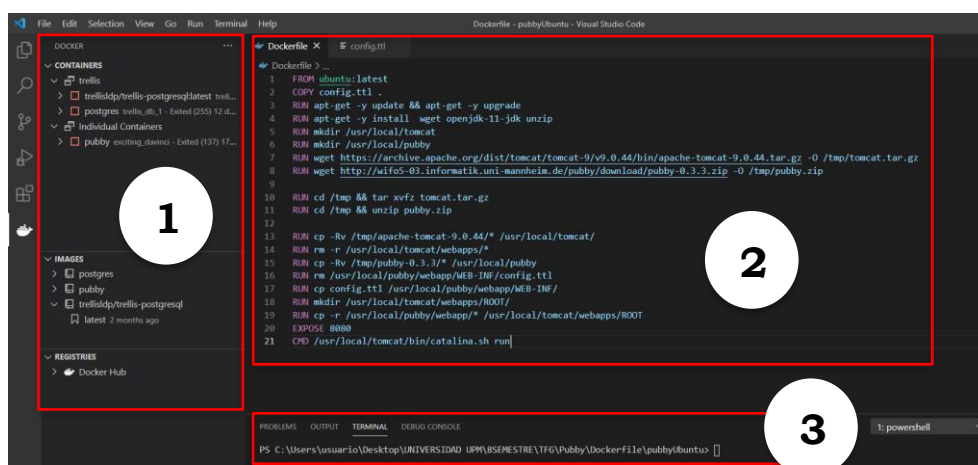 File Edit Selection View Go Run Terminal Help
Dockerfile - pubbyUbuntu - Visual Studio Code
DOCKER ...
CONTAINERS
trellis
trellisldp/trellis-postgresql:latest trell...
postgres trellis_db_1 - Exited (255) 12 d...
Individual Containers
pubby exciting_davinci - Exited (137) 17...
1
IMAGES
postgres
pubby
trellisldp/trellis-postgresql
latest 2 months ago
REGISTRIES
Docker Hub
Dockerfile config.ttl
Dockerfile > ...
1 FROM ubuntu:latest
2 COPY config.ttl .
3 RUN apt-get -y update && apt-get -y upgrade
4 RUN apt-get -y install wget openjdk-11-jdk unzip
5 RUN mkdir /usr/local/tomcat
6 RUN mkdir /usr/local/pubby
7 RUN wget https://archive.apache.org/dist/tomcat/tomcat-9/v9.0.44/bin/apache-tomcat-9.0.44.tar.gz -O /tmp/tomcat.tar.gz
8 RUN wget http://wifo5-03.informatik.uni-mannheim.de/pubby/download/pubby-0.3.3.zip -O /tmp/pubby.zip
9
10 RUN cd /tmp && tar xvfz tomcat.tar.gz
11 RUN cd /tmp && unzip pubby.zip
12
13 RUN cp -Rv /tmp/apache-tomcat-9.0.44/* /usr/local/tomcat/
14 RUN rm -r /usr/local/tomcat/webapps/*
15 RUN cp -Rv /tmp/pubby-0.3.3/* /usr/local/pubby
16 RUN rm /usr/local/pubby/webapp/WEB-INF/config.ttl
17 RUN cp config.ttl /usr/local/pubby/webapp/WEB-INF/
18 RUN mkdir /usr/local/tomcat/webapps/ROOT/
19 RUN cp -r /usr/local/pubby/webapp/* /usr/local/tomcat/webapps/ROOT
20 EXPOSE 8080
21 CMD /usr/local/tomcat/bin/catalina.sh run
2
PROBLEMS OUTPUT TERMINAL DEBUG CONSOLE
3
1: powershell
PS C:\Users\usuario\Desktop\UNIVERSIDAD UPM\8SEMESTRE\TFG\Pubby\Dockerfile\pubbyUbuntu>